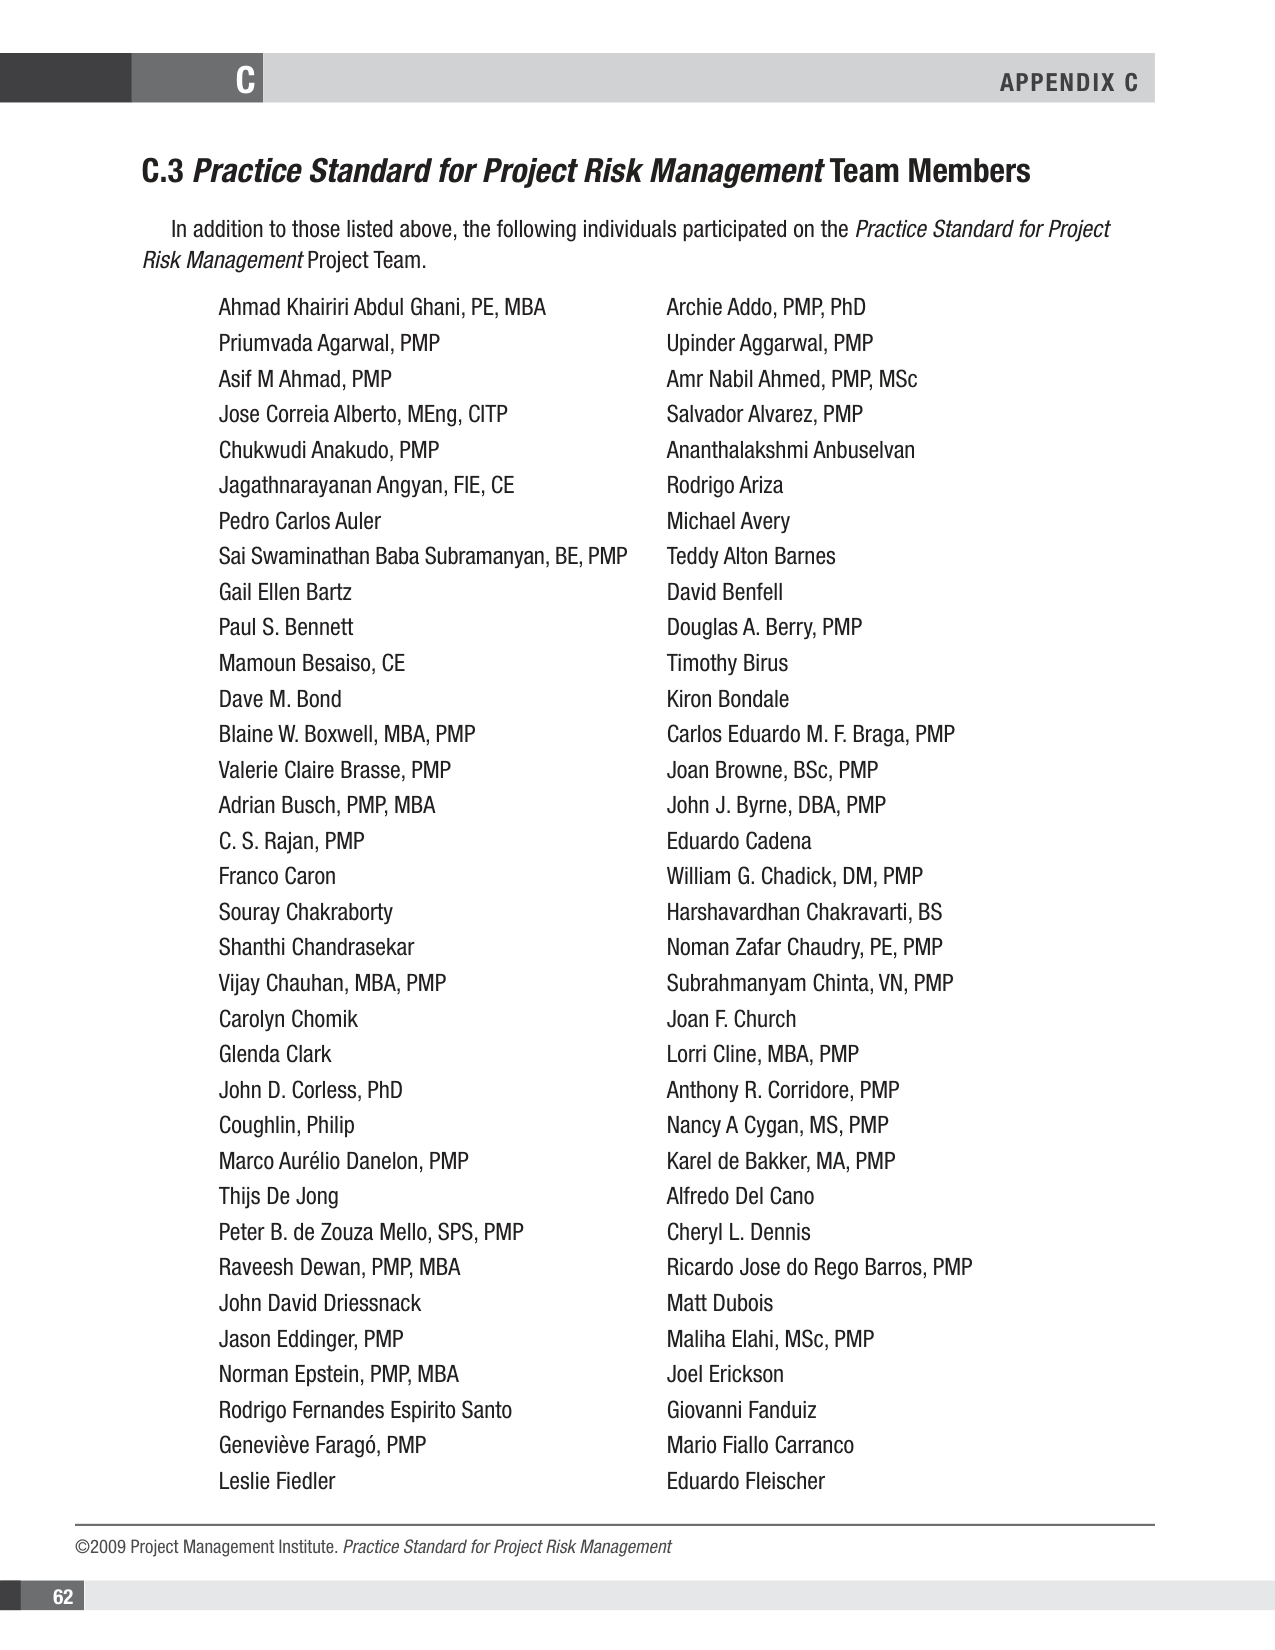 C
APPENDIX C
C.3 Practice Standard for Project Risk Management Team Members
In addition to those listed above, the following individuals participated on the Practice Standard for Project
Risk Management Project Team.
Ahmad Khairiri Abdul Ghani, PE, MBA
Archie Addo, PMP, PhD
Priumvada Agarwal, PMP
Upinder Aggarwal, PMP
Asif M Ahmad, PMP
Amr Nabil Ahmed, PMP, MSc
Jose Correia Alberto, MEng, CITP
Salvador Alvarez, PMP
Chukwudi Anakudo, PMP
Ananthalakshmi Anbuselvan
Jagathnarayanan Angyan, FIE, CE
Rodrigo Ariza
Pedro Carlos Auler
Michael Avery
Sai Swaminathan Baba Subramanyan, BE, PMP
Teddy Alton Barnes
Gail Ellen Bartz
David Benfell
Paul S. Bennett
Douglas A. Berry, PMP
Mamoun Besaiso, CE
Timothy Birus
Dave M. Bond
Kiron Bondale
Blaine W. Boxwell, MBA, PMP
Carlos Eduardo M. F. Braga, PMP
Valerie Claire Brasse, PMP
Joan Browne, BSc, PMP
Adrian Busch, PMP, MBA
John J. Byrne, DBA, PMP
C. S. Rajan, PMP
Eduardo Cadena
Franco Caron
William G. Chadick, DM, PMP
Souray Chakraborty
Harshavardhan Chakravarti, BS
Shanthi Chandrasekar
Noman Zafar Chaudry, PE, PMP
Vijay Chauhan, MBA, PMP
Subrahmanyam Chinta, VN, PMP
Carolyn Chomik
Joan F. Church
Glenda Clark
Lorri Cline, MBA, PMP
John D. Corless, PhD
Anthony R. Corridore, PMP
Coughlin, Philip
Nancy A Cygan, MS, PMP
Marco Aurélio Danelon, PMP
Karel de Bakker, MA, PMP
Thijs De Jong
Alfredo Del Cano
Peter B. de Zouza Mello, SPS, PMP
Cheryl L. Dennis
Raveesh Dewan, PMP, MBA
Ricardo Jose do Rego Barros, PMP
John David Driessnack
Matt Dubois
Jason Eddinger, PMP
Maliha Elahi, MSc, PMP
Norman Epstein, PMP, MBA
Joel Erickson
Rodrigo Fernandes Espirito Santo
Giovanni Fanduiz
Geneviève Faragó, PMP
Mario Fiallo Carranco
Leslie Fiedler
Eduardo Fleischer
©2009 Project Management Institute. Practice Standard for Project Risk Management
62